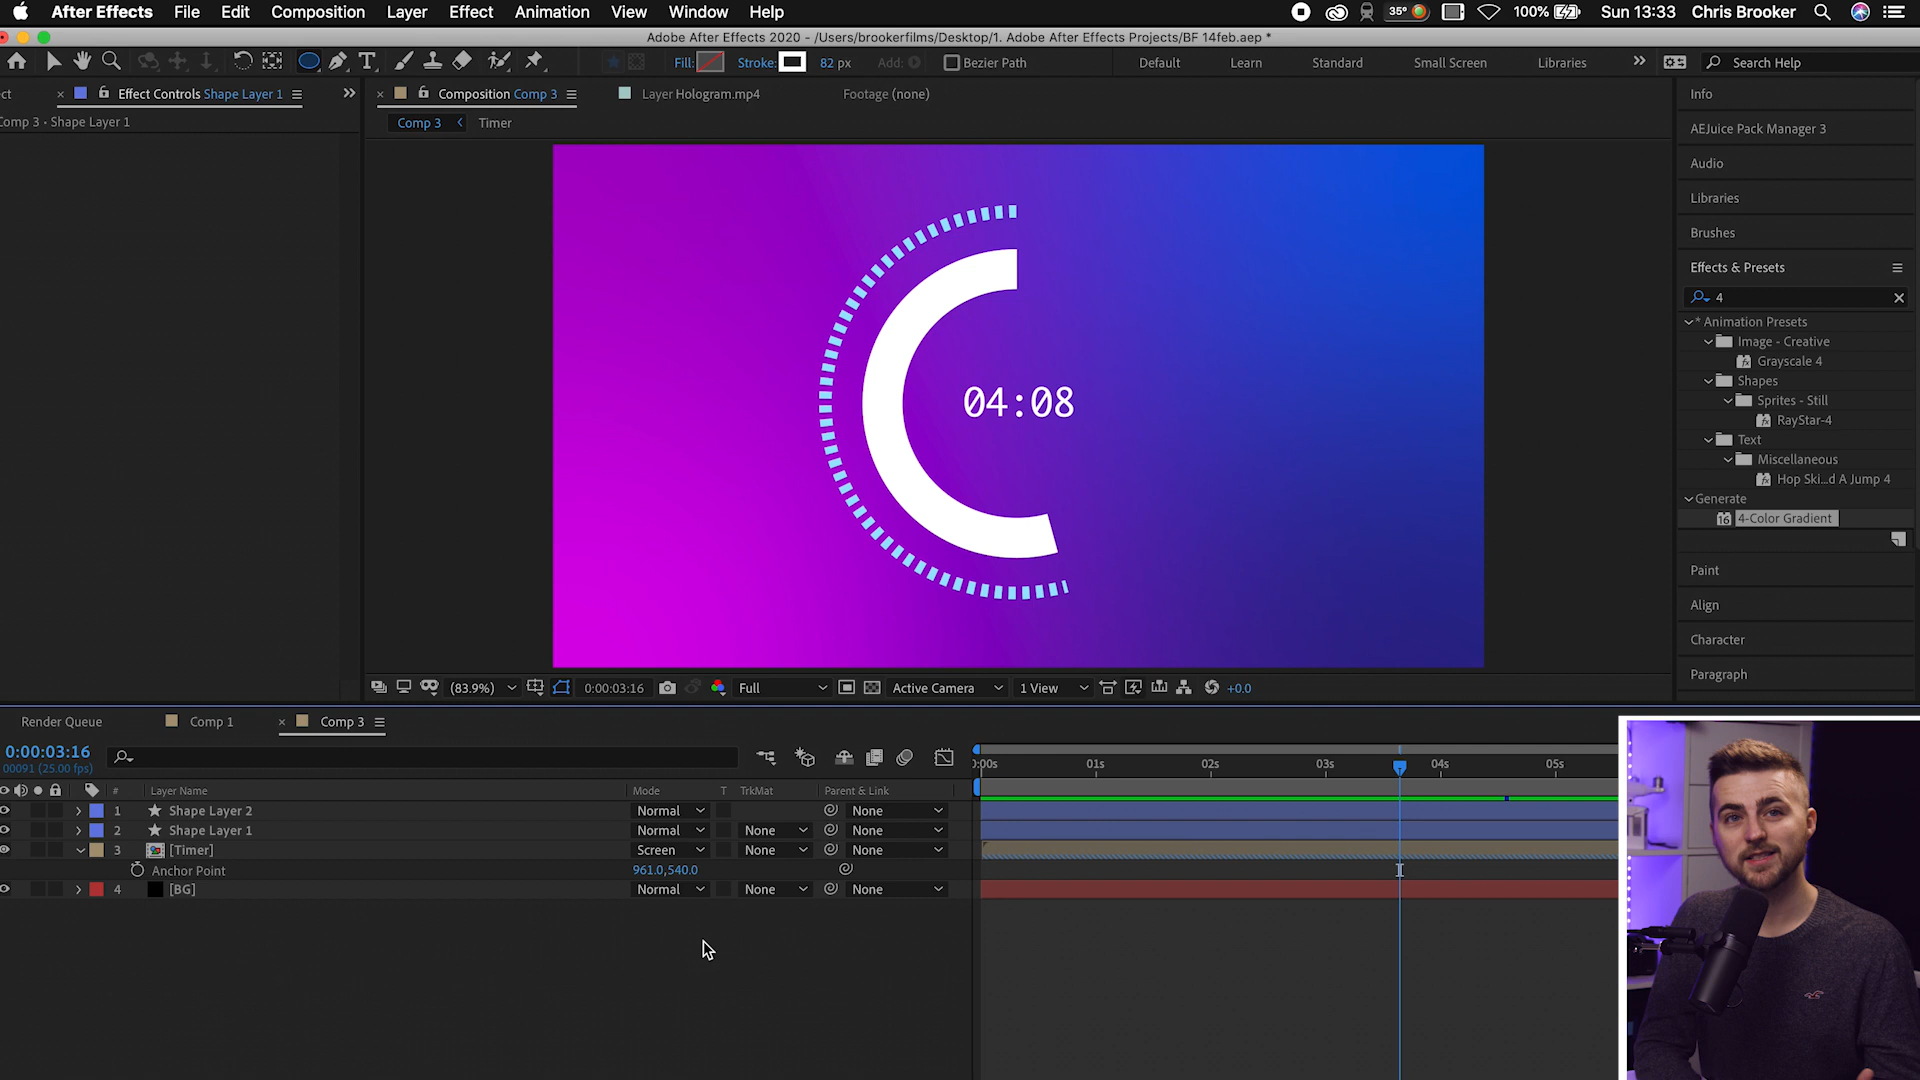 After Effects File Edit Composition Layer Effect Animation View Window Help 35° 100% Sun 13:33 Chris Brooker
Adobe After Effects 2020 - /Users/brookerfilms/Desktop/1. Adobe After Effects Projects/BF 14feb.aep *
Fill: Stroke: 82 px Add: Bezier Path Default Learn Standard Small Screen Libraries Search Help
ct × Effect Controls Shape Layer 1 × Composition Comp 3 Layer Hologram.mp4 Footage (none) Info
Comp 3 • Shape Layer 1 Comp 3 Timer
AEJuice Pack Manager 3
Audio
Libraries
Brushes
Effects & Presets
4
* Animation Presets
Image - Creative
Grayscale 4
Shapes
Sprites - Still
RayStar-4
Text
Miscellaneous
Hop Ski...d A Jump 4
Generate
4-Color Gradient
Paint
Align
Character
Paragraph
04:08
(83.9%) 0:00:03:16 Full Active Camera 1 View +0.0
Render Queue Comp 1 × Comp 3
0:00:03:16
00091 (25.00 fps)
):00s 01s 02s 03s 04s 05s
# Layer Name Mode T TrkMat Parent & Link
1 Shape Layer 2 Normal None
2 Shape Layer 1 Normal None None
3 [Timer] Screen None None
Anchor Point 961.0,540.0
4 [BG] Normal None None